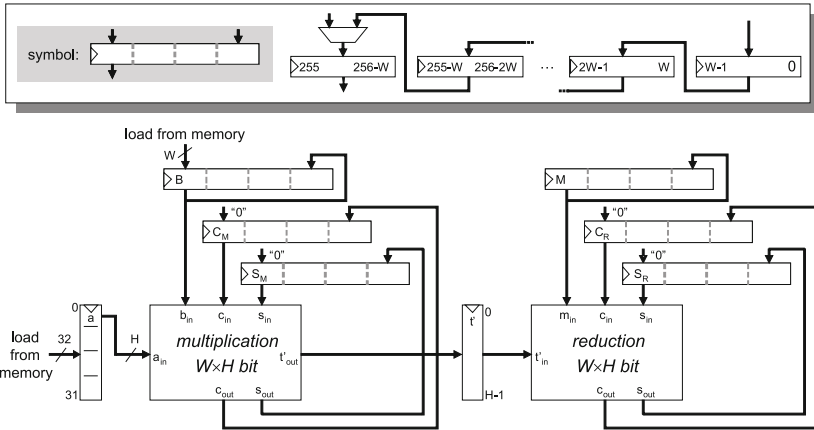 symbol:
255 256-W
255-W 256-2W
...
2W-1 W
W-1 0
load from memory
W
B
"0"
C_M
"0"
S_M
M
"0"
C_R
"0"
S_R
0
a
31
load
from
memory
32
H
b_in c_in s_in
multiplication
W×H bit
a_in
t'_out
c_out s_out
t'
0
H-1
m_in c_in s_in
reduction
W×H bit
t'_in
c_out s_out